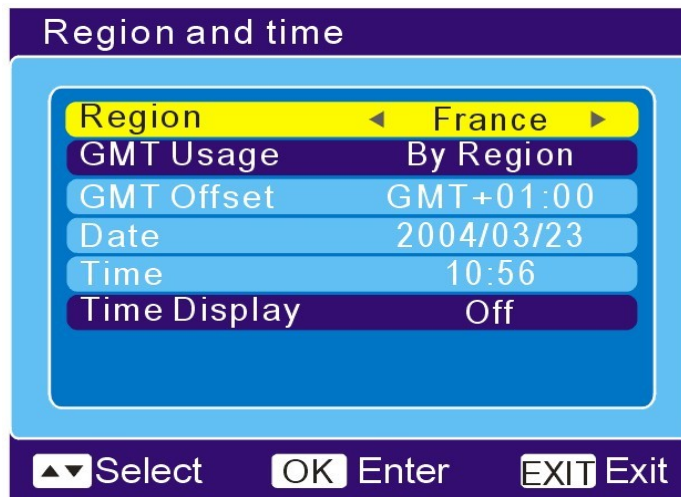 Region and time
Region ◀ France ▶
GMT Usage By Region
GMT Offset GMT+01:00
Date 2004/03/23
Time 10:56
Time Display Off
▲▼ Select OK Enter EXIT Exit